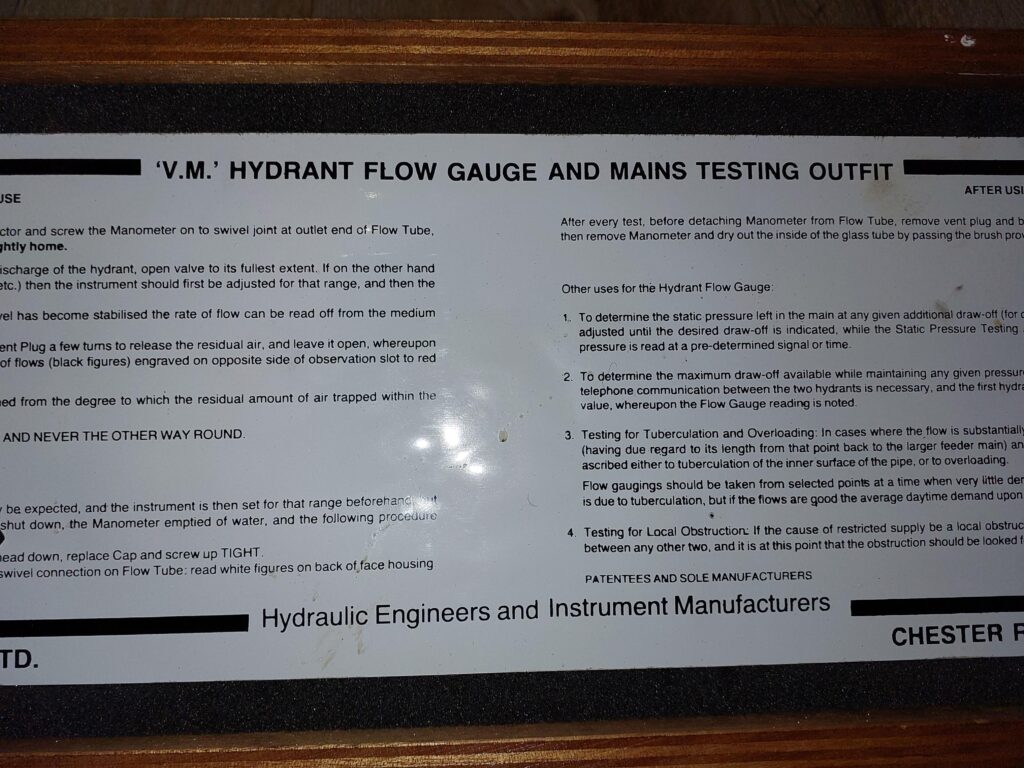 'V.M.' HYDRANT FLOW GAUGE AND MAINS TESTING OUTFIT
USE
ctor and screw the Manometer on to swivel joint at outlet end of Flow Tube,
ghtly home.
ischarge of the hydrant, open valve to its fullest extent. If on the other hand
etc.) then the instrument should first be adjusted for that range, and then the
vel has become stabilised the rate of flow can be read off from the medium
ent Plug a few turns to release the residual air, and leave it open, whereupon
of flows (black figures) engraved on opposite side of observation slot to red
ed from the degree to which the residual amount of air trapped within the
AND NEVER THE OTHER WAY ROUND.
y be expected, and the instrument is then set for that range beforehand, but
shut down, the Manometer emptied of water, and the following procedure
head down, replace Cap and screw up TIGHT.
swivel connection on Flow Tube: read white figures on back of face housing
AFTER USI
After every test, before detaching Manometer from Flow Tube, remove vent plug and b
then remove Manometer and dry out the inside of the glass tube by passing the brush prov
Other uses for the Hydrant Flow Gauge:
1. To determine the static pressure left in the main at any given additional draw-off (for
adjusted until the desired draw-off is indicated, while the Static Pressure Testing
pressure is read at a pre-determined signal or time.
2. To determine the maximum draw-off available while maintaining any given pressure
telephone communication between the two hydrants is necessary, and the first hydra
value, whereupon the Flow Gauge reading is noted.
3. Testing for Tuberculation and Overloading: In cases where the flow is substantially
(having due regard to its length from that point back to the larger feeder main) an
ascribed either to tuberculation of the inner surface of the pipe, or to overloading.
Flow gaugings should be taken from selected points at a time when very little de
is due to tuberculation, but if the flows are good the average daytime demand upon
4. Testing for Local Obstruction: If the cause of restricted supply be a local obstruc
between any other two, and it is at this point that the obstruction should be looked f
PATENTEES AND SOLE MANUFACTURERS
Hydraulic Engineers and Instrument Manufacturers
TD.
CHESTER R